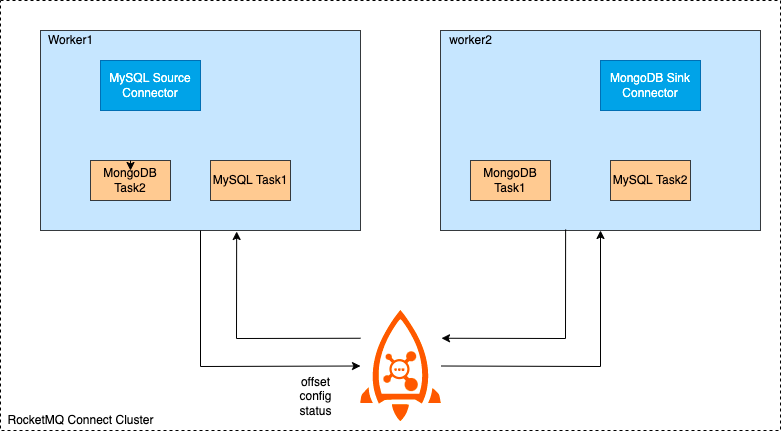 Worker1
MySQL Source
Connector
MongoDB
Task2
MySQL Task1
worker2
MongoDB Sink
Connector
MongoDB
Task1
MySQL Task2
offset
config
status
RocketMQ Connect Cluster